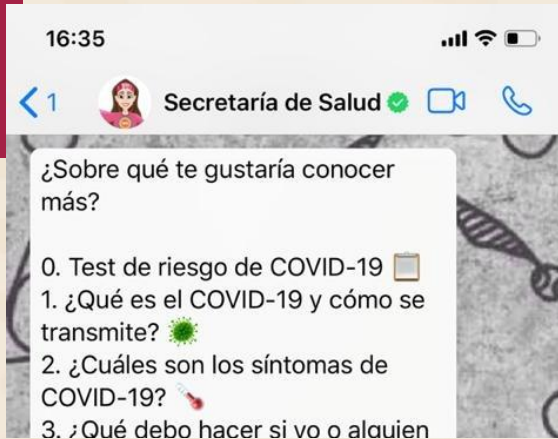 16:35
1
Secretaría de Salud
¿Sobre qué te gustaría conocer
más?
0. Test de riesgo de COVID-19
1. ¿Qué es el COVID-19 y cómo se
transmite?
2. ¿Cuáles son los síntomas de
COVID-19?
3. ¿Qué debo hacer si yo o alguien